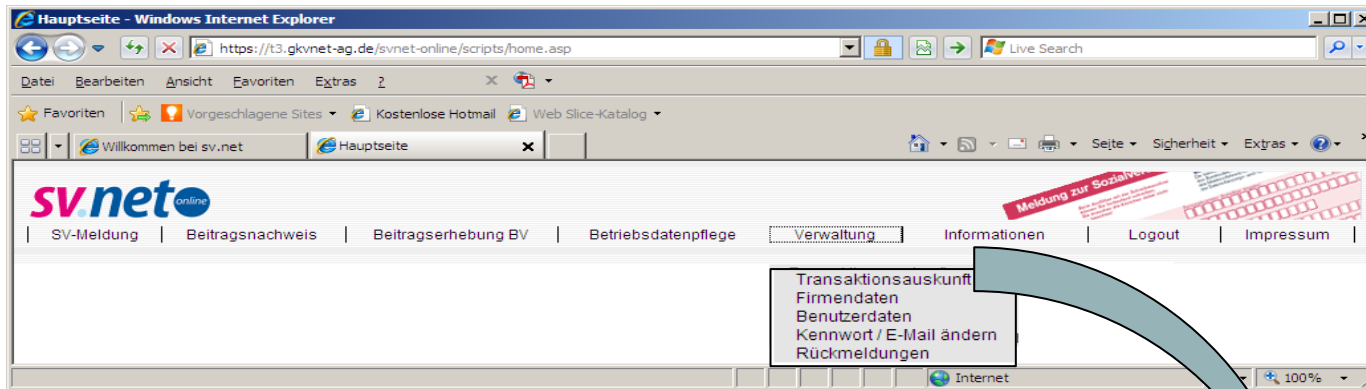 Hauptseite - Windows Internet Explorer
https://t3.gkvnet-ag.de/svnet-online/scripts/home.asp
Live Search
Datei Bearbeiten Ansicht Favoriten Extras ?
Favoriten Vorgeschlagene Sites Kostenlose Hotmail Web Slice-Katalog
Willkommen bei sv.net Hauptseite Seite Sicherheit Extras
sv.net online
Meldung zur
SV-Meldung | Beitragsnachweis | Beitragserhebung BV | Betriebsdatenpflege Verwaltung Informationen | Logout | Impressum
Transaktionsauskunft
Firmendaten
Benutzerdaten
Kennwort / E-Mail ändern
Rückmeldungen
Internet 100%